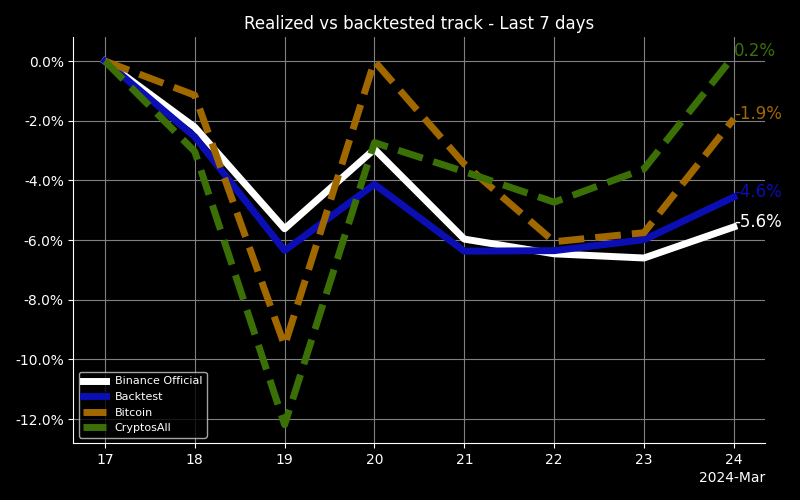 Realized vs backtested track - Last 7 days
0.0%
-2.0%
-4.0%
-6.0%
-8.0%
-10.0%
-12.0%
0.2%
-1.9%
-4.6%
-5.6%
Binance Official
Backtest
Bitcoin
CryptosAll
17 18 19 20 21 22 23 24
2024-Mar